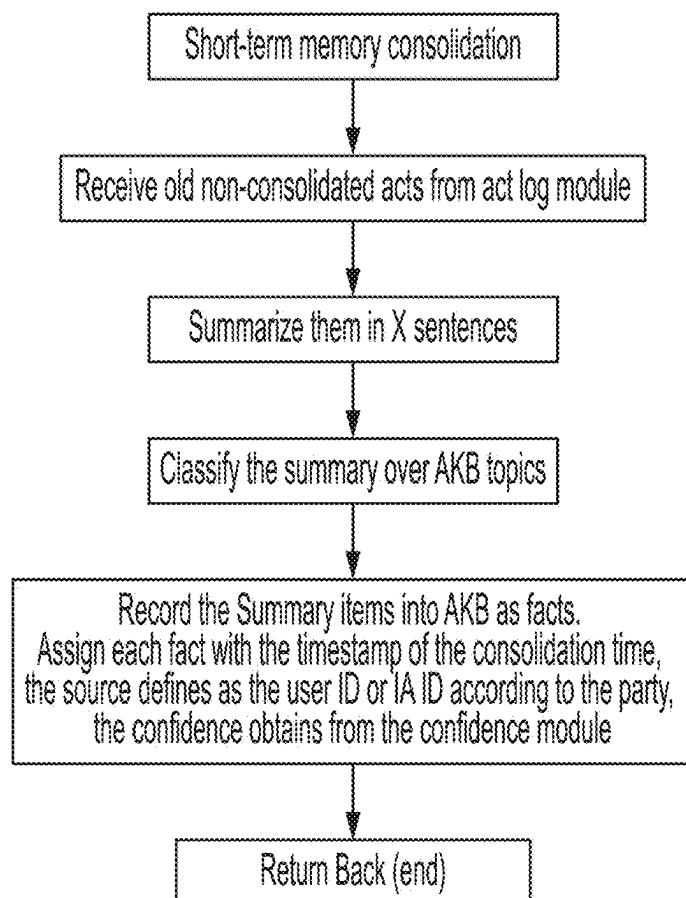 Short-term memory consolidation
Receive old non-consolidated acts from act log module
Summarize them in X sentences
Classify the summary over AKB topics
Record the Summary items into AKB as facts.
Assign each fact with the timestamp of the consolidation time,
the source defines as the user ID or IA ID according to the party,
the confidence obtains from the confidence module
Return Back (end)